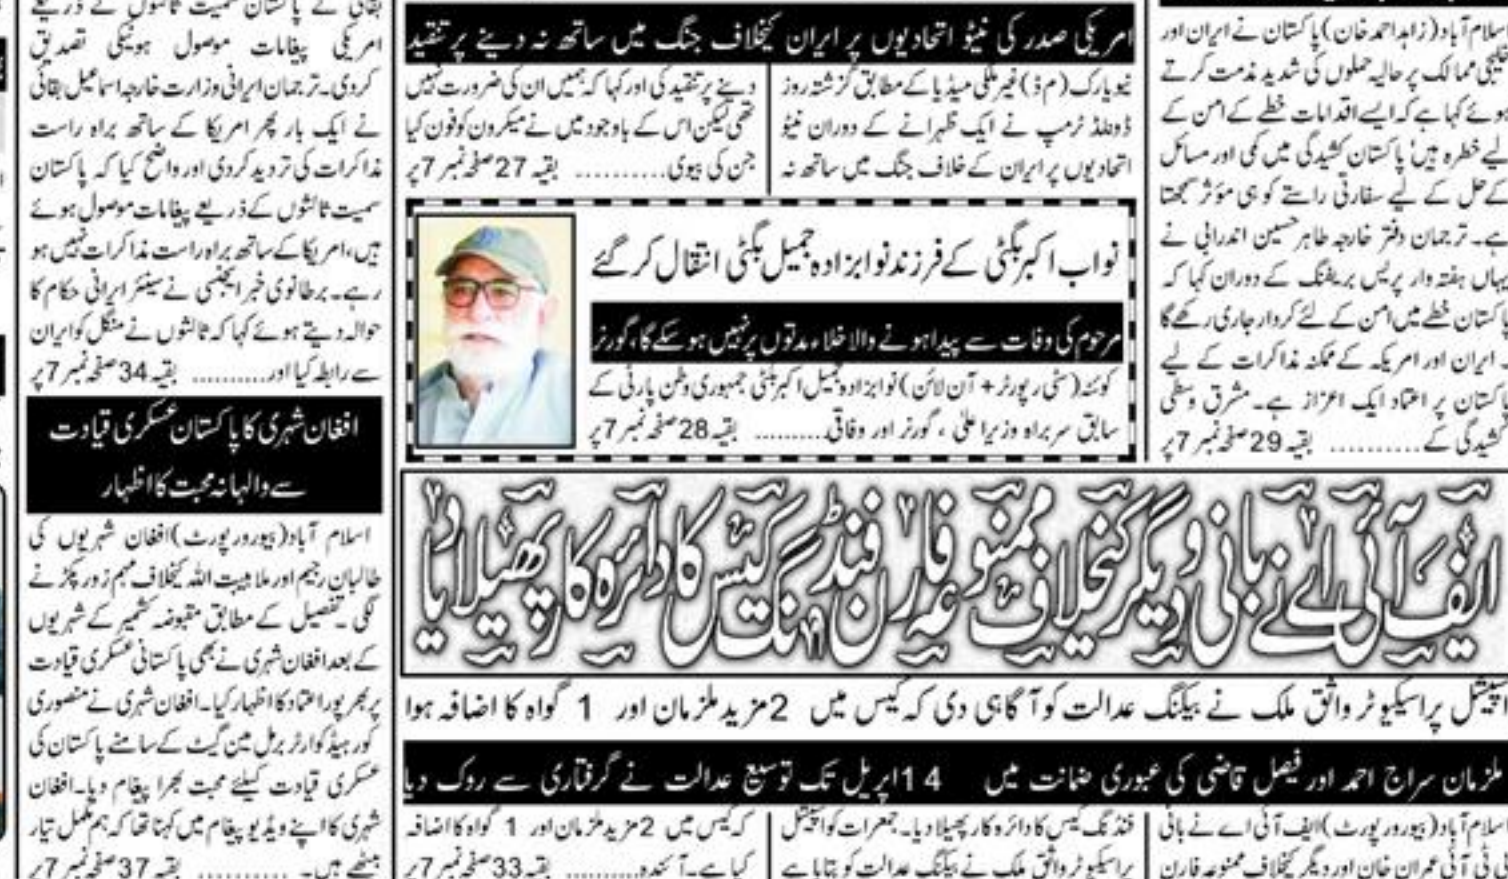 اسلام آباد (زاہد احمد خان) پاکستان نے ایران اور
خلیجی ممالک پر حالیہ حملوں کی شدید مذمت کرتے
ہوئے کہا ہے کہ ایسے اقدامات خطے کے امن کے
لیے خطرہ ہیں' پاکستان کشیدگی میں کمی اور مسائل
کے حل کے لیے سفارتی راستے کو ہی مؤثر سمجھتا
ہے۔ ترجمان دفتر خارجہ طاہر حسین اندرابی نے
یہاں ہفتہ وار پریس بریفنگ کے دوران کہا کہ
پاکستان خطے میں امن کے لئے کردار جاری رکھے گا
۔ ایران اور امریکہ کے ممکنہ مذاکرات کے لیے
پاکستان پر اعتماد ایک اعزاز ہے۔ مشرق وسطی
کشیدگی کے.......... بقیہ 29 صفحہ نمبر 7 پر
امریکی صدر کی نیٹو اتحادیوں پر ایران کیخلاف جنگ میں ساتھ نہ دینے پر تنقید
نیویارک (م ڈ) غیر ملکی میڈیا کے مطابق گزشتہ روز
ڈونلڈ ٹرمپ نے ایک ظہرانے کے دوران نیٹو
اتحادیوں پر ایران کے خلاف جنگ میں ساتھ نہ
دینے پر تنقید کی اور کہا کہ ہمیں ان کی ضرورت نہیں
تھی لیکن اس کے باوجود میں نے میکرون کو فون کیا
جن کی بیوی.......... بقیہ 27 صفحہ نمبر 7 پر
نواب اکبر بگٹی کے فرزند نوابزادہ جمیل بگٹی انتقال کر گئے
مرحوم کی وفات سے پیدا ہونے والا خلاء مدتوں پر نہیں ہو سکے گا، گورنر
کوئٹہ (سٹی رپورٹر + آن لائن) نوابزادہ جمیل اکبر بگٹی جمہوری وطن پارٹی کے
سابق سربراہ وزیر اعلیٰ، گورنر اور وفاقی.......... بقیہ 28 صفحہ نمبر 7 پر
ایف آئی اے نے بانی و دیگر کیخلاف ممنوعہ فارن فنڈنگ کیس کا دائرہ کار پھیلا دیا
اسپیشل پراسیکیوٹر واثق ملک نے بیکنگ عدالت کو آگاہی دی کہ کیس میں 2 مزید ملزمان اور 1 گواہ کا اضافہ ہوا
ملزمان سراج احمد اور فیصل قاضی کی عبوری ضمانت میں 14 اپریل تک توسیع عدالت نے گرفتاری سے روک دیا
اسلام آباد (بیورو رپورٹ) ایف آئی اے نے بانی
پی ٹی آئی عمران خان اور دیگر کیخلاف ممنوعہ فارن
فنڈنگ کیس کا دائرہ کار پھیلا دیا۔ جمعرات کو اسپیشل
پراسیکیوٹر واثق ملک نے بیکنگ عدالت کو بتایا ہے
کہ کیس میں 2 مزید ملزمان اور 1 گواہ کا اضافہ
کیا ہے۔ آئندہ.......... بقیہ 33 صفحہ نمبر 7 پر
بقائی نے پاکستان سمیت ثالثوں کے ذریعے
امریکی پیغامات موصول ہونیکی تصدیق
کردی۔ ترجمان ایرانی وزارت خارجہ اسماعیل بقائی
نے ایک بار پھر امریکا کے ساتھ براہ راست
مذاکرات کی تردید کردی اور واضح کیا کہ پاکستان
سمیت ثالثوں کے ذریعے پیغامات موصول ہوئے
ہیں، امریکا کے ساتھ براہ راست مذاکرات نہیں ہو
رہے۔ برطانوی خبر ایجنسی نے سینئر ایرانی حکام کا
حوالہ دیتے ہوئے کہا کہ ثالثوں نے منگل کو ایران
سے رابطہ کیا اور.......... بقیہ 34 صفحہ نمبر 7 پر
افغان شہری کا پاکستان عسکری قیادت
سے والہانہ محبت کا اظہار
اسلام آباد (بیورو رپورٹ) افغان شہریوں کی
طالبان رجیم اور ملا ہیبت اللہ کیخلاف مہم زور پکڑنے
لگی۔ تفصیل کے مطابق مقبوضہ کشمیر کے شہریوں
کے بعد افغان شہری نے بھی پاکستانی عسکری قیادت
پر بھرپور اعتماد کا اظہار کیا۔ افغان شہری نے منصوری
کور ہیڈ کوارٹر برمل مین گیٹ کے سامنے پاکستان کی
عسکری قیادت کیلئے محبت بھرا پیغام دیا۔ افغان
شہری کا اپنے ویڈیو پیغام میں کہنا تھا کہ ہم مکمل تیار
بیٹھے ہیں۔ .......... بقیہ 37 صفحہ نمبر 7 پر